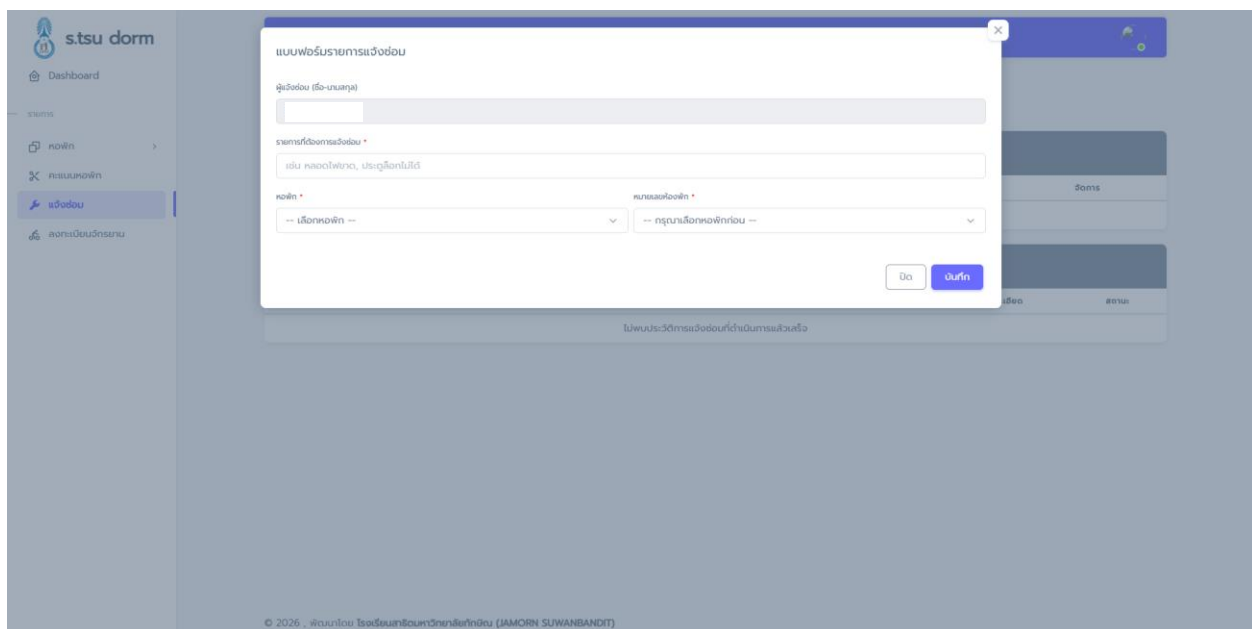 s.tsu dorm
Dashboard
รายการ
หอพัก
คะแนนหอพัก
แจ้งซ่อม
ลงทะเบียนจักรยาน
แบบฟอร์มรายการแจ้งซ่อม
ผู้แจ้งซ่อม (ชื่อ-นามสกุล)
รายการที่ต้องการแจ้งซ่อม *
เช่น หลอดไฟขาด, ประตูล็อกไม่ได้
หอพัก * หมายเลขห้องพัก *
-- เลือกหอพัก -- -- กรุณาเลือกหอพักก่อน --
ปิด บันทึก
จัดการ
สถานะ
ไม่พบประวัติการแจ้งซ่อมที่ดำเนินการแล้วเสร็จ
© 2026 , พัฒนาโดย โรงเรียนสาธิตมหาวิทยาลัยทักษิณ (JAMORN SUWANBANDIT)